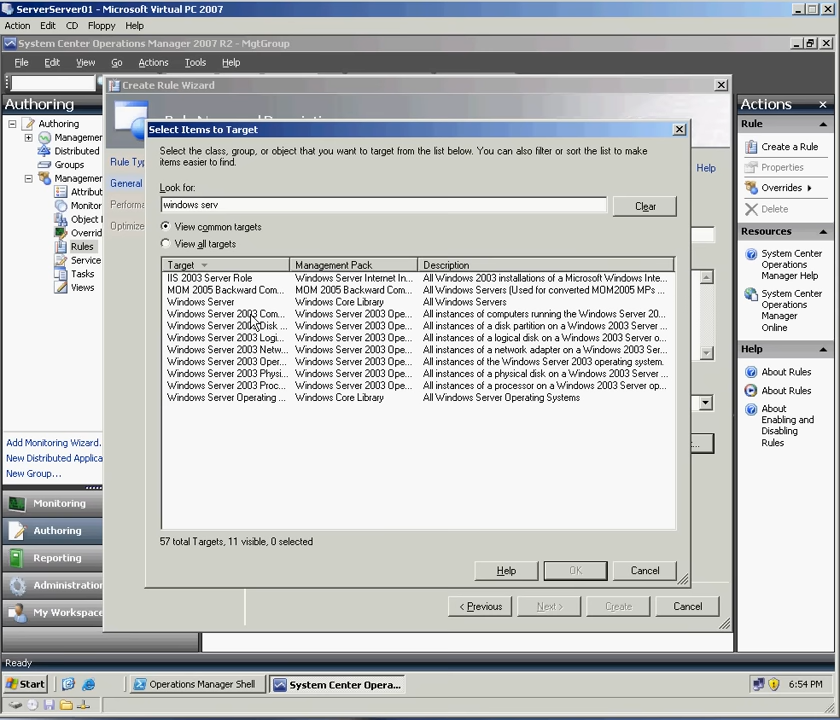 ServerServer01 - Microsoft Virtual PC 2007
Action Edit CD Floppy Help
System Center Operations Manager 2007 R2 - MgtGroup
File Edit View Go Actions Tools Help
Create Rule Wizard
Authoring
Authoring
Managemer
Distributed
Groups
Managemer
Attribut
Monitor
Object I
Overrid
Rules
Service
Tasks
Views
Add Monitoring Wizard.
New Distributed Applica
New Group...
Monitoring
Authoring
Reporting
Administration
My Workspace
Rule Typ
General
Performa
Optimize
Help
Select Items to Target
Select the class, group, or object that you want to target from the list below. You can also filter or sort the list to make
items easier to find.
Look for:
windows serv
Clear
View common targets
View all targets
Target Management Pack Description
IIS 2003 Server Role Windows Server Internet In... All Windows 2003 installations of a Microsoft Windows Inte...
MOM 2005 Backward Com... MOM 2005 Backward Com... All Windows Servers (Used for converted MOM2005 MPs ...
Windows Server Windows Core Library All Windows Servers
Windows Server 2003 Com... Windows Server 2003 Ope... All instances of computers running the Windows Server 20...
Windows Server 2003 Disk ... Windows Server 2003 Ope... All instances of a disk partition on a Windows 2003 Server ...
Windows Server 2003 Logi... Windows Server 2003 Ope... All instances of a logical disk on a Windows 2003 Server o...
Windows Server 2003 Netw... Windows Server 2003 Ope... All instances of a network adapter on a Windows 2003 Ser...
Windows Server 2003 Oper... Windows Server 2003 Ope... All instances of the Windows Server 2003 operating system.
Windows Server 2003 Physi... Windows Server 2003 Ope... All instances of a physical disk on a Windows 2003 Server ...
Windows Server 2003 Proc... Windows Server 2003 Ope... All instances of a processor on a Windows 2003 Server op...
Windows Server Operating ... Windows Core Library All Windows Server Operating Systems
57 total Targets, 11 visible, 0 selected
Help OK Cancel
< Previous Next > Create Cancel
Actions
Rule
Create a Rule
Properties
Overrides
Delete
Resources
System Center
Operations Manager
Help
System Center
Operations Manager
Online
Help
About Rules
About Rules
About
Enabling and
Disabling
Rules
Ready
Start Operations Manager Shell System Center Opera... 6:54 PM